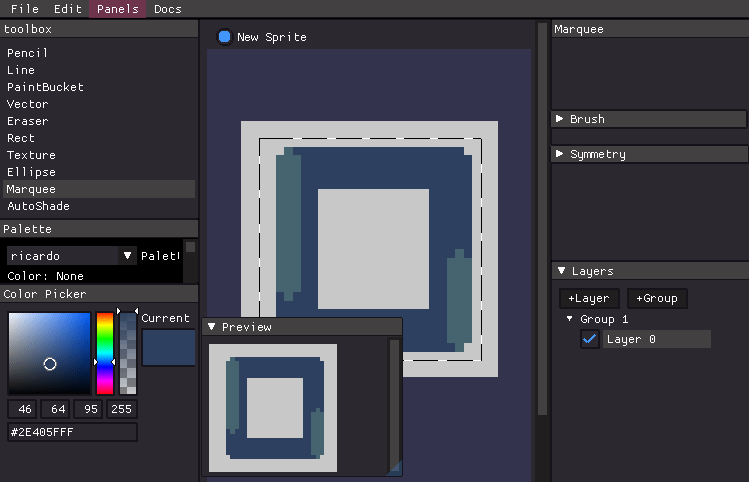 File Edit Panels Docs
toolbox
Pencil
Line
PaintBucket
Vector
Eraser
Rect
Texture
Ellipse
Marquee
AutoShade
Palette
ricardo
Color: None
Color Picker
Current
46 64 95 255
#2E405FFF
New Sprite
Preview
Marquee
Brush
Symmetry
Layers
+Layer +Group
Group 1
Layer 0